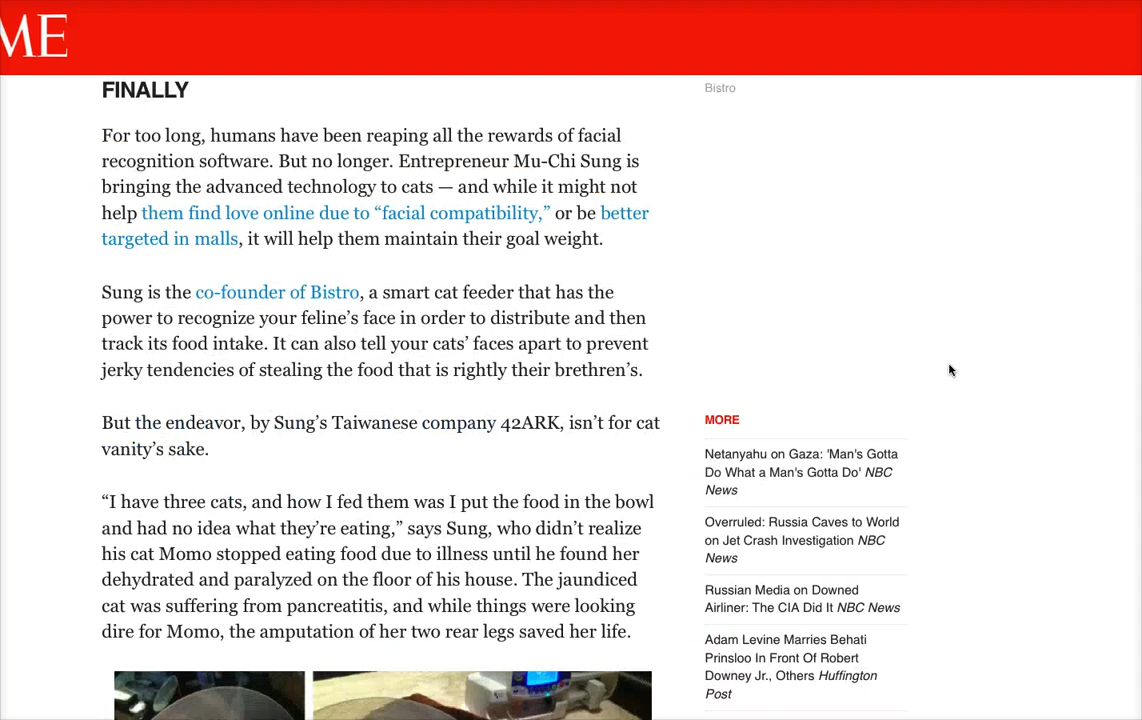 ME
FINALLY
Bistro
For too long, humans have been reaping all the rewards of facial
recognition software. But no longer. Entrepreneur Mu-Chi Sung is
bringing the advanced technology to cats — and while it might not
help them find love online due to “facial compatibility,” or be better
targeted in malls, it will help them maintain their goal weight.
Sung is the co-founder of Bistro, a smart cat feeder that has the
power to recognize your feline’s face in order to distribute and then
track its food intake. It can also tell your cats’ faces apart to prevent
jerky tendencies of stealing the food that is rightly their brethren’s.
But the endeavor, by Sung’s Taiwanese company 42ARK, isn’t for cat
vanity’s sake.
“I have three cats, and how I fed them was I put the food in the bowl
and had no idea what they’re eating,” says Sung, who didn’t realize
his cat Momo stopped eating food due to illness until he found her
dehydrated and paralyzed on the floor of his house. The jaundiced
cat was suffering from pancreatitis, and while things were looking
dire for Momo, the amputation of her two rear legs saved her life.
MORE
Netanyahu on Gaza: 'Man's Gotta
Do What a Man's Gotta Do' NBC
News
Overruled: Russia Caves to World
on Jet Crash Investigation NBC
News
Russian Media on Downed
Airliner: The CIA Did It NBC News
Adam Levine Marries Behati
Prinsloo In Front Of Robert
Downey Jr., Others Huffington
Post